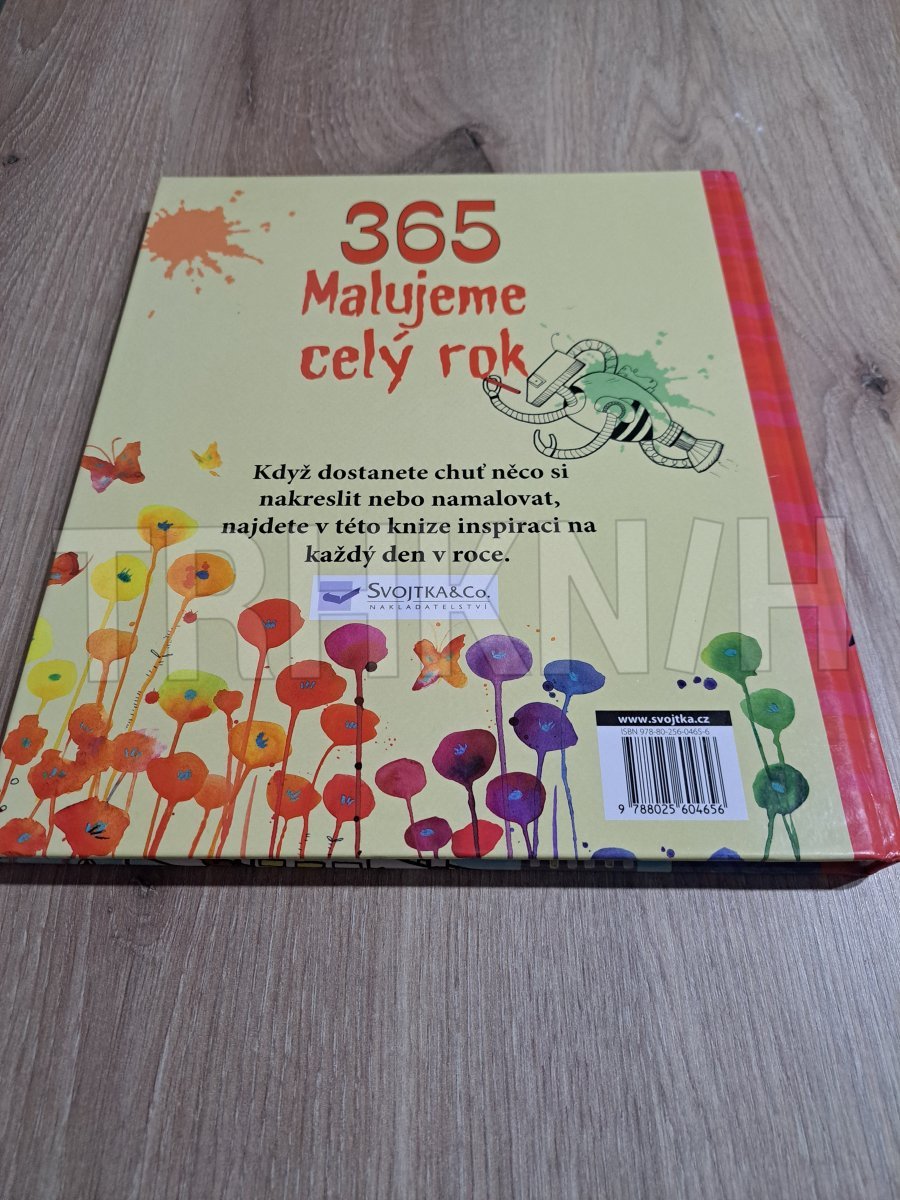 365
Malujeme
celý rok
Když dostanete chuť něco si
nakreslit nebo namalovat,
najdete v této knize inspiraci na
každý den v roce.
SVOJTKA&CO.
NAKLADATELSTVÍ
TRHKNIH
www.svojtka.cz
ISBN 978-80-256-0465-6
9 788025 604656